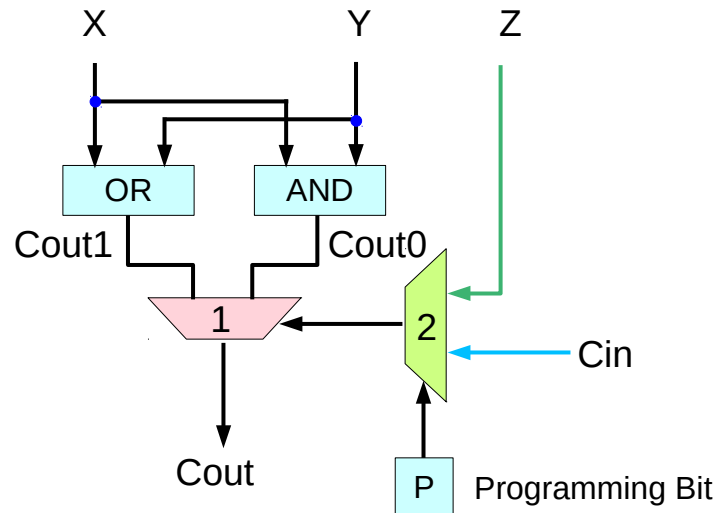 X Y Z
OR AND
Cout1 Cout0
1 2
Cin
Cout
P Programming Bit